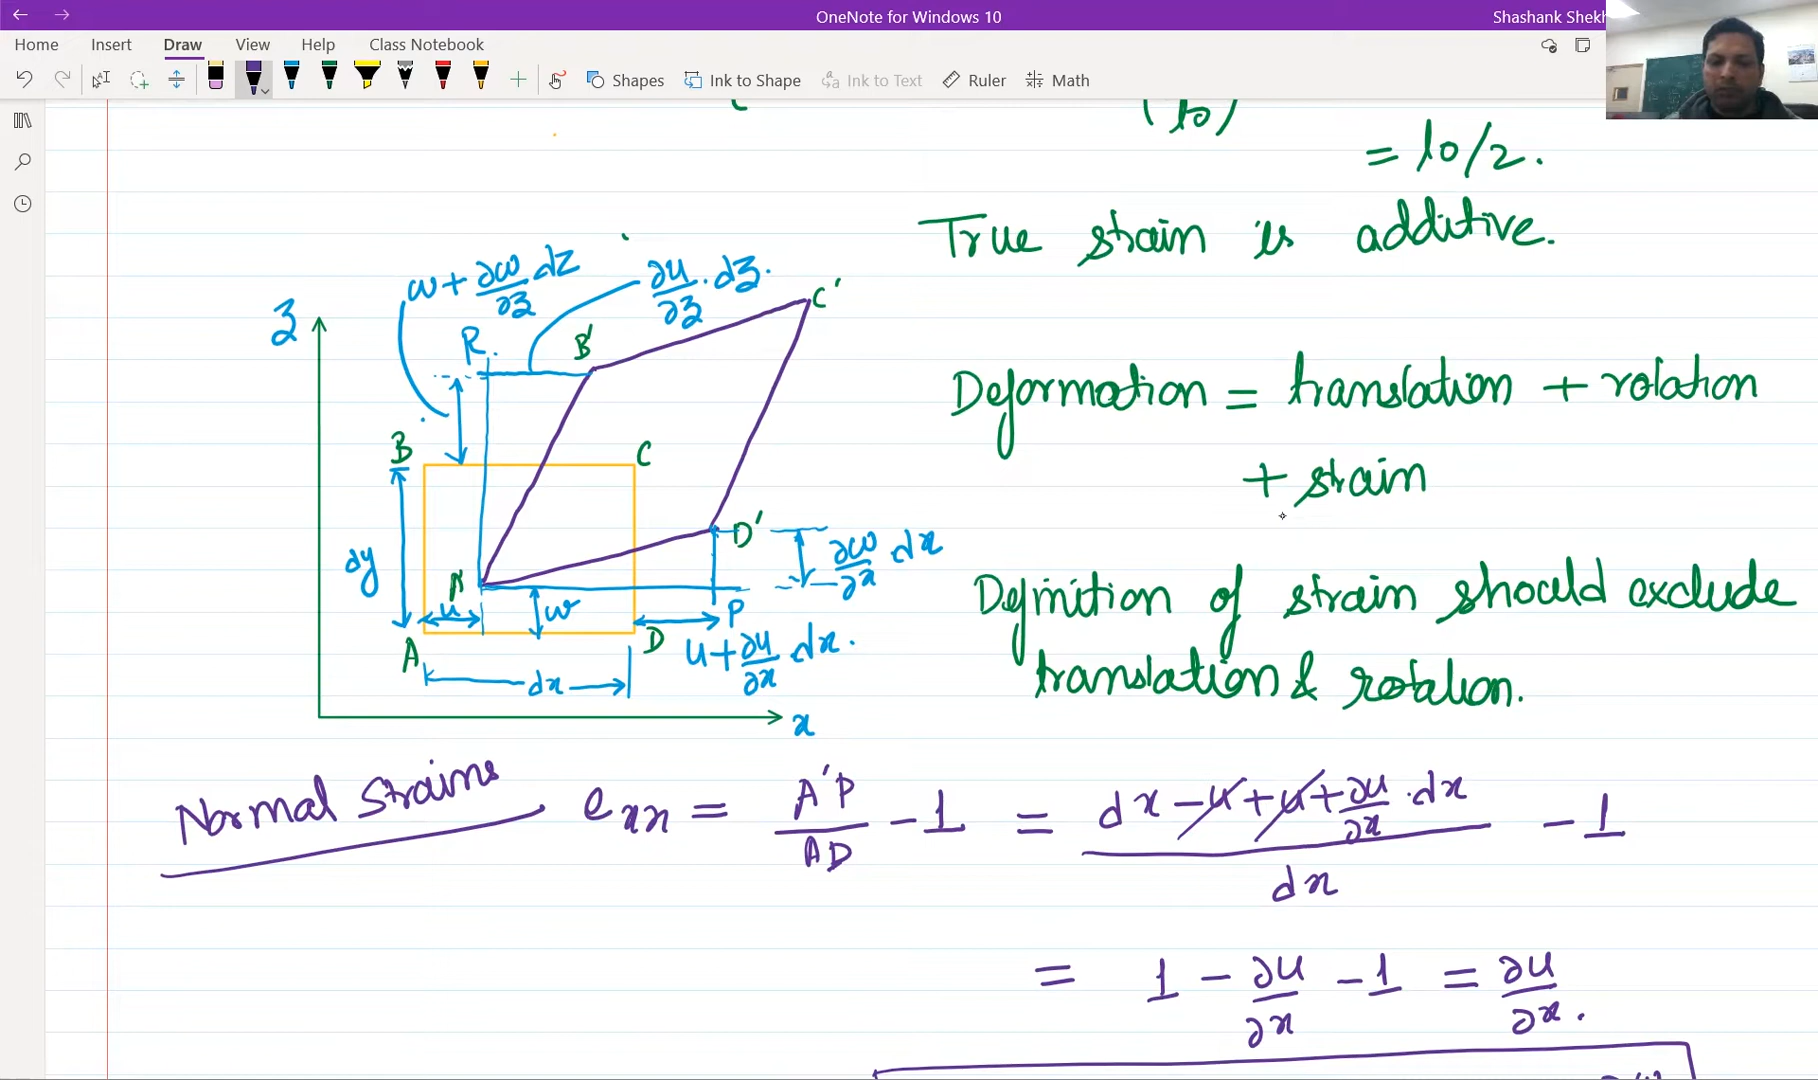 OneNote for Windows 10
Shashank Shekh
Home Insert Draw View Help Class Notebook
Shapes Ink to Shape Ink to Text Ruler Math
(l0)
= l0/2.
True strain is additive.
w + ∂w/∂z dz
∂u/∂z . dz.
z
R.
B'
C'
Deformation = translation + rotation
+ strain
B
C
D'
∂w/∂x dx
dy
A'
u
w
P
A
D
u + ∂u/∂x dx.
dx
x
Definition of strain should exclude
translation & rotation.
Normal Strains exx = A'P/AD - 1 = (dx - u + u + ∂u/∂x . dx)/dx - 1
= 1 - ∂u/∂x - 1 = ∂u/∂x.